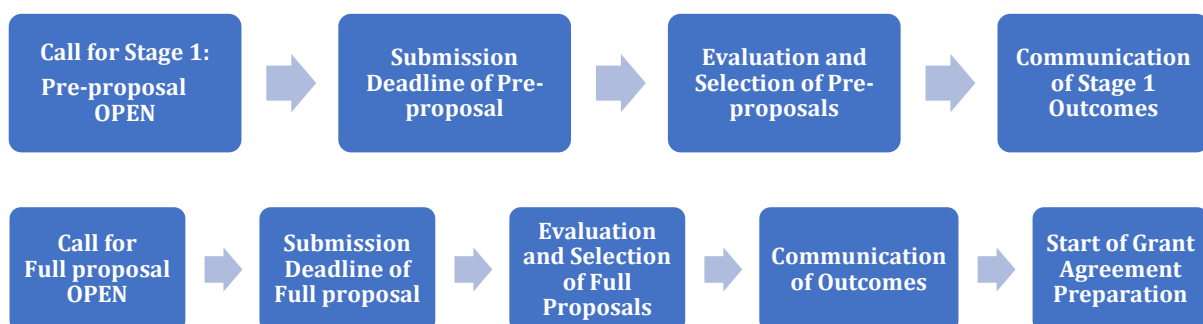 Call for Stage 1:
Pre-proposal
OPEN
Submission
Deadline of Pre-
proposal
Evaluation and
Selection of Pre-
proposals
Communication
of Stage 1
Outcomes
Call for
Full proposal
OPEN
Submission
Deadline of
Full proposal
Evaluation
and Selection
of Full
Proposals
Communication
of Outcomes
Start of Grant
Agreement
Preparation